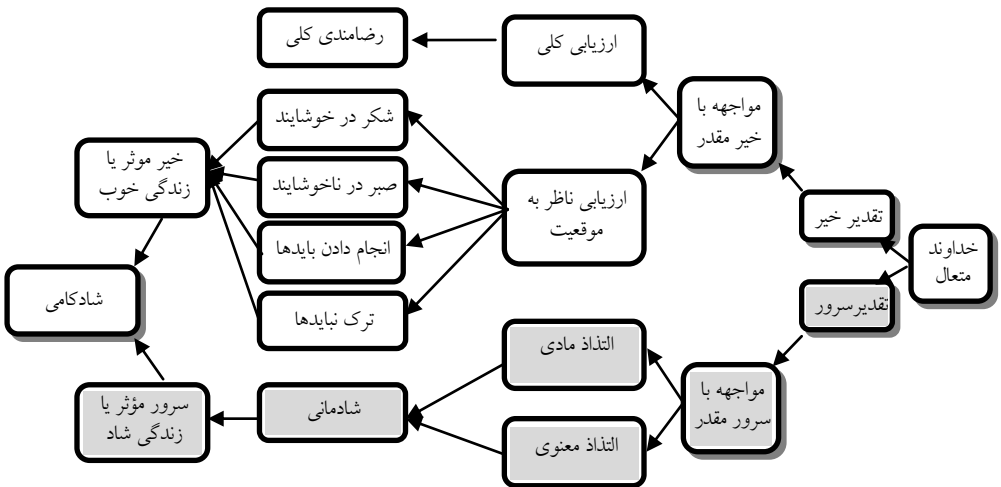 خداوند
متعال
تقدیر خیر
تقدیرسرور
مواجهه با
خیر مقدر
مواجهه با
سرور مقدر
ارزیابی کلی
ارزیابی ناظر به
موقعیت
التذاذ مادی
التذاذ معنوی
رضامندی کلی
شکر در خوشایند
صبر در ناخوشایند
انجام دادن بایدها
ترک نبایدها
شادمانی
خیر موثر یا
زندگی خوب
سرور مؤثر یا
زندگی شاد
شادکامی